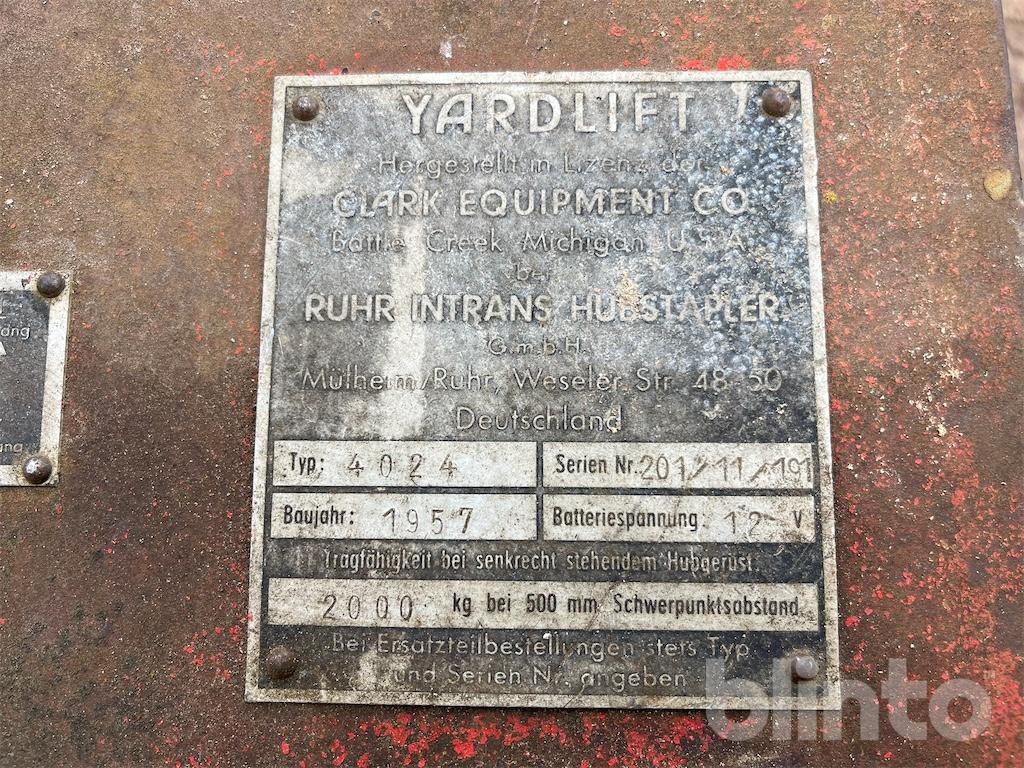 YARDLIFT
Hergestellt in Lizenz der
CLARK EQUIPMENT CO.
Battle Creek Michigan U.S.A.
bei
RUHR INTRANS HUBSTAPLER
G.m.b.H.
Mülheim/Ruhr, Weseler Str. 48-50
Deutschland
Typ: 4024 Serien Nr. 201/11/191
Baujahr: 1957 Batteriespannung: 12 V
Tragfähigkeit bei senkrecht stehendem Hubgerüst:
2000 kg bei 500 mm Schwerpunktsabstand
Bei Ersatzteilbestellungen stets Typ
und Serien Nr. angeben
blinto